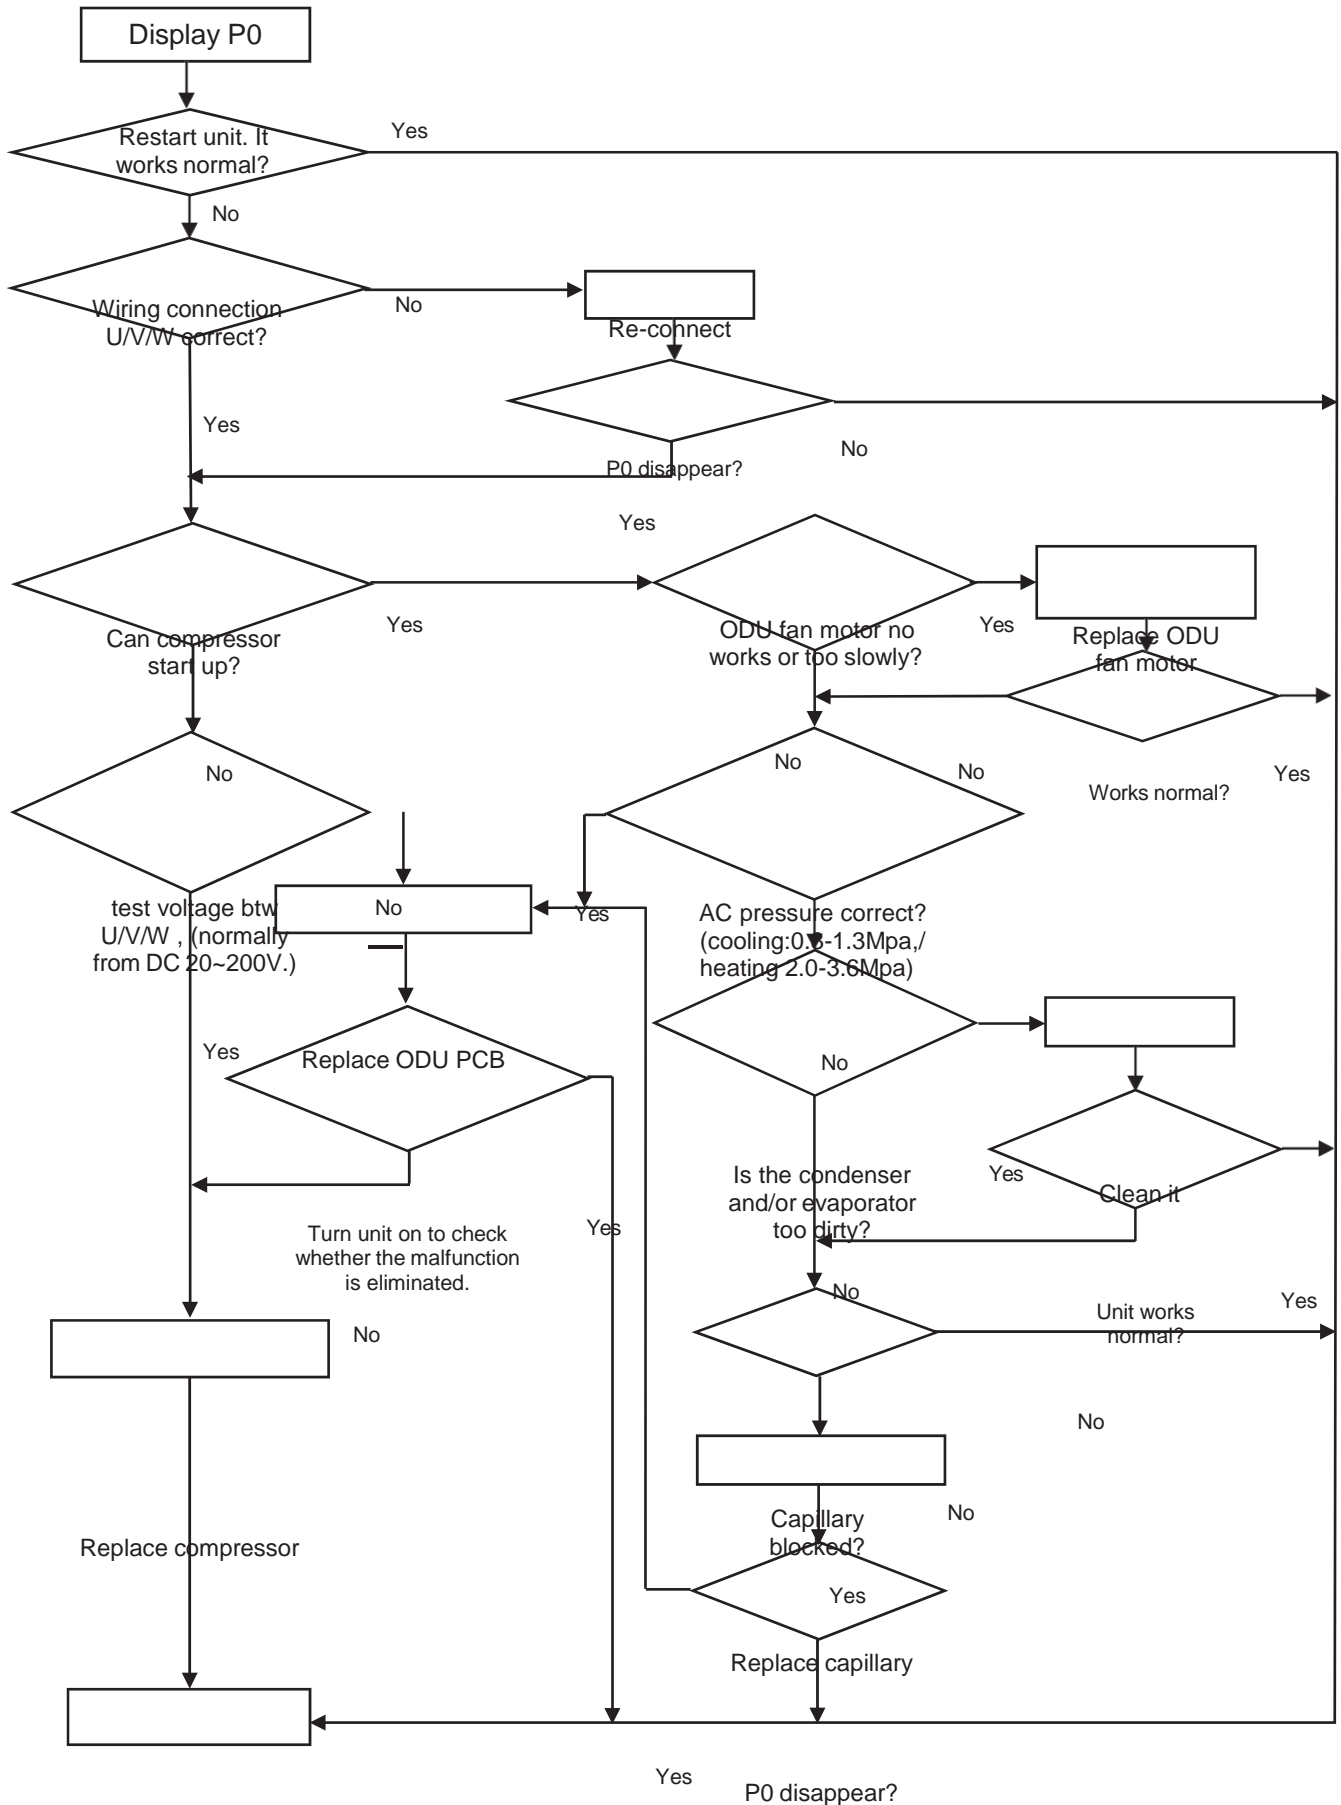 Display P0
Yes
Restart unit. It
works normal?
No
No
Wiring connection
U/V/W correct?
Re-connect
Yes
No
P0 disappear?
Yes
Yes
ODU fan motor no
works or too slowly?
Yes
Replace ODU
fan motor
Can compressor
start up?
No
No
No
Yes
Works normal?
test voltage btw
U/V/W , (normally
from DC 20~200V.)
No
Yes
AC pressure correct?
(cooling:0.8-1.3Mpa,/
heating 2.0-3.6Mpa)
Yes
Replace ODU PCB
No
Is the condenser
and/or evaporator
too dirty?
Yes
Clean it
Turn unit on to check
whether the malfunction
is eliminated.
Yes
No
Unit works
normal?
Yes
No
No
Capillary
blocked?
No
Replace compressor
Yes
Replace capillary
Yes
P0 disappear?